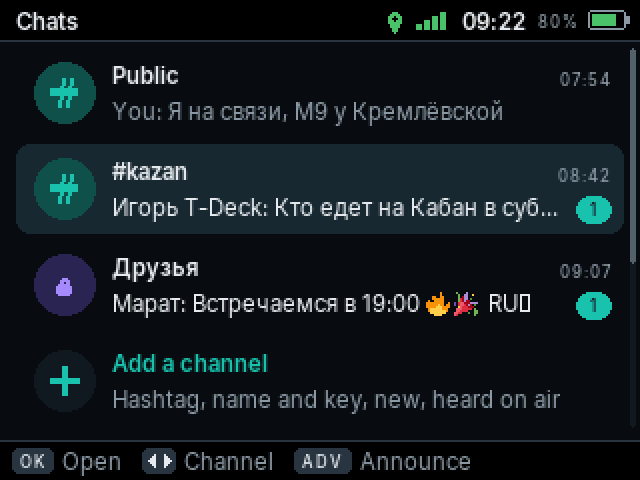 Chats 09:22 80%
Public 07:54
You: Я на связи, М9 у Кремлёвской
#kazan 08:42
Игорь T-Deck: Кто едет на Кабан в суб... 1
Друзья 09:07
Марат: Встречаемся в 19:00 🔥🎉 RU▯ 1
Add a channel
Hashtag, name and key, new, heard on air
OK Open ◀▶ Channel ADV Announce